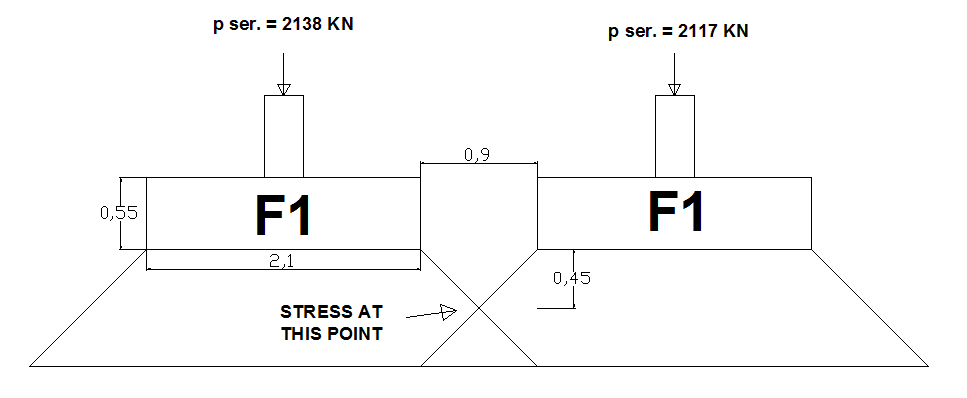 p ser. = 2138 KN
p ser. = 2117 KN
0,9
0,55
F1
F1
2,1
0,45
STRESS AT
THIS POINT